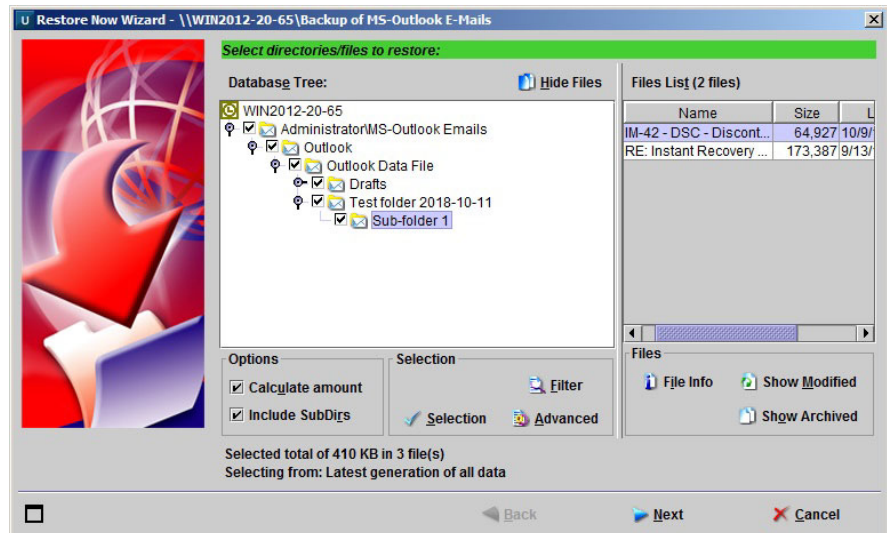 U Restore Now Wizard - \\WIN2012-20-65\Backup of MS-Outlook E-Mails
Select directories/files to restore:
Database Tree:
Hide Files
WIN2012-20-65
Administrator\MS-Outlook Emails
Outlook
Outlook Data File
Drafts
Test folder 2018-10-11
Sub-folder 1
Files List (2 files)
Name Size L
IM-42 - DSC - Discont... 64,927 10/9/
RE: Instant Recovery ... 173,387 9/13/
Options
Calculate amount
Include SubDirs
Selection
Filter
Selection
Advanced
Files
File Info
Show Modified
Show Archived
Selected total of 410 KB in 3 file(s)
Selecting from: Latest generation of all data
Back
Next
Cancel